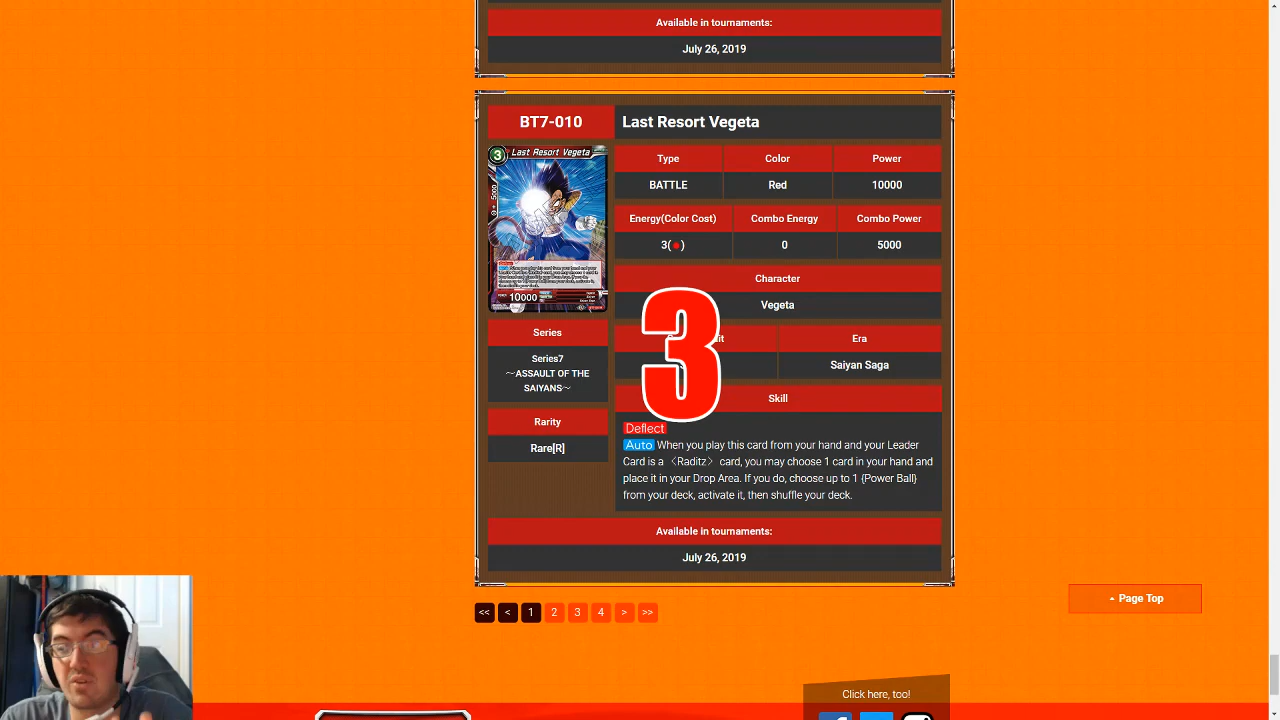 Available in tournaments:
July 26, 2019
BT7-010
Last Resort Vegeta
3 Last Resort Vegeta
Type
Color
Power
BATTLE
Red
10000
Energy(Color Cost)
Combo Energy
Combo Power
3( )
0
5000
Character
Vegeta
Era
Saiyan Saga
3
10000
Series
Series7
～ASSAULT OF THE
SAIYANS～
Rarity
Rare[R]
Skill
Deflect
Auto When you play this card from your hand and your Leader
Card is a 〈Raditz〉 card, you may choose 1 card in your hand and
place it in your Drop Area. If you do, choose up to 1 {Power Ball}
from your deck, activate it, then shuffle your deck.
Available in tournaments:
July 26, 2019
<< < 1 2 3 4 > >>
Page Top
Click here, too!